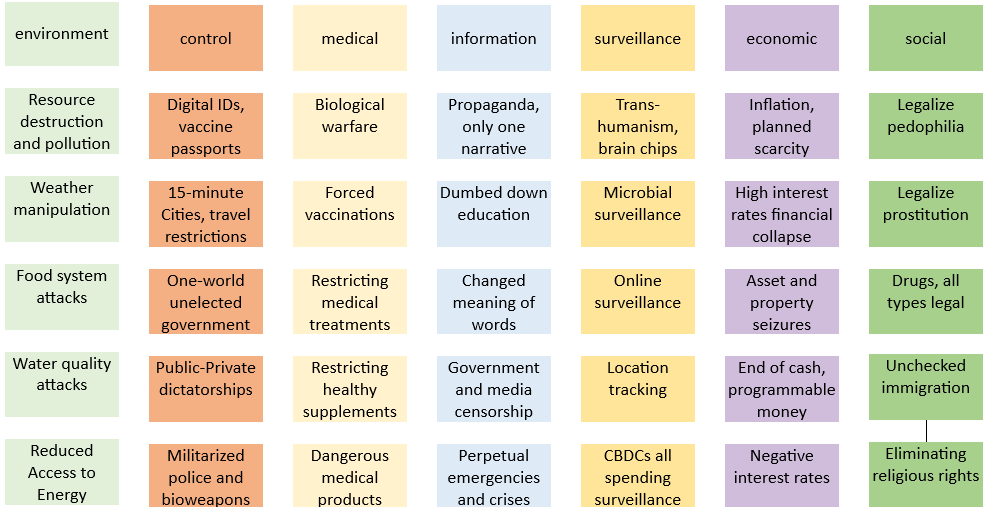 environment
control
medical
information
surveillance
economic
social
Resource
destruction
and pollution
Digital IDs,
vaccine
passports
Biological
warfare
Propaganda,
only one
narrative
Trans-
humanism,
brain chips
Inflation,
planned
scarcity
Legalize
pedophilia
Weather
manipulation
15-minute
Cities, travel
restrictions
Forced
vaccinations
Dumbed down
education
Microbial
surveillance
High interest
rates financial
collapse
Legalize
prostitution
Food system
attacks
One-world
unelected
government
Restricting
medical
treatments
Changed
meaning of
words
Online
surveillance
Asset and
property
seizures
Drugs, all
types legal
Water quality
attacks
Public-Private
dictatorships
Restricting
healthy
supplements
Government
and media
censorship
Location
tracking
End of cash,
programmable
money
Unchecked
immigration
Reduced
Access to
Energy
Militarized
police and
bioweapons
Dangerous
medical
products
Perpetual
emergencies
and crises
CBDCs all
spending
surveillance
Negative
interest rates
Eliminating
religious rights